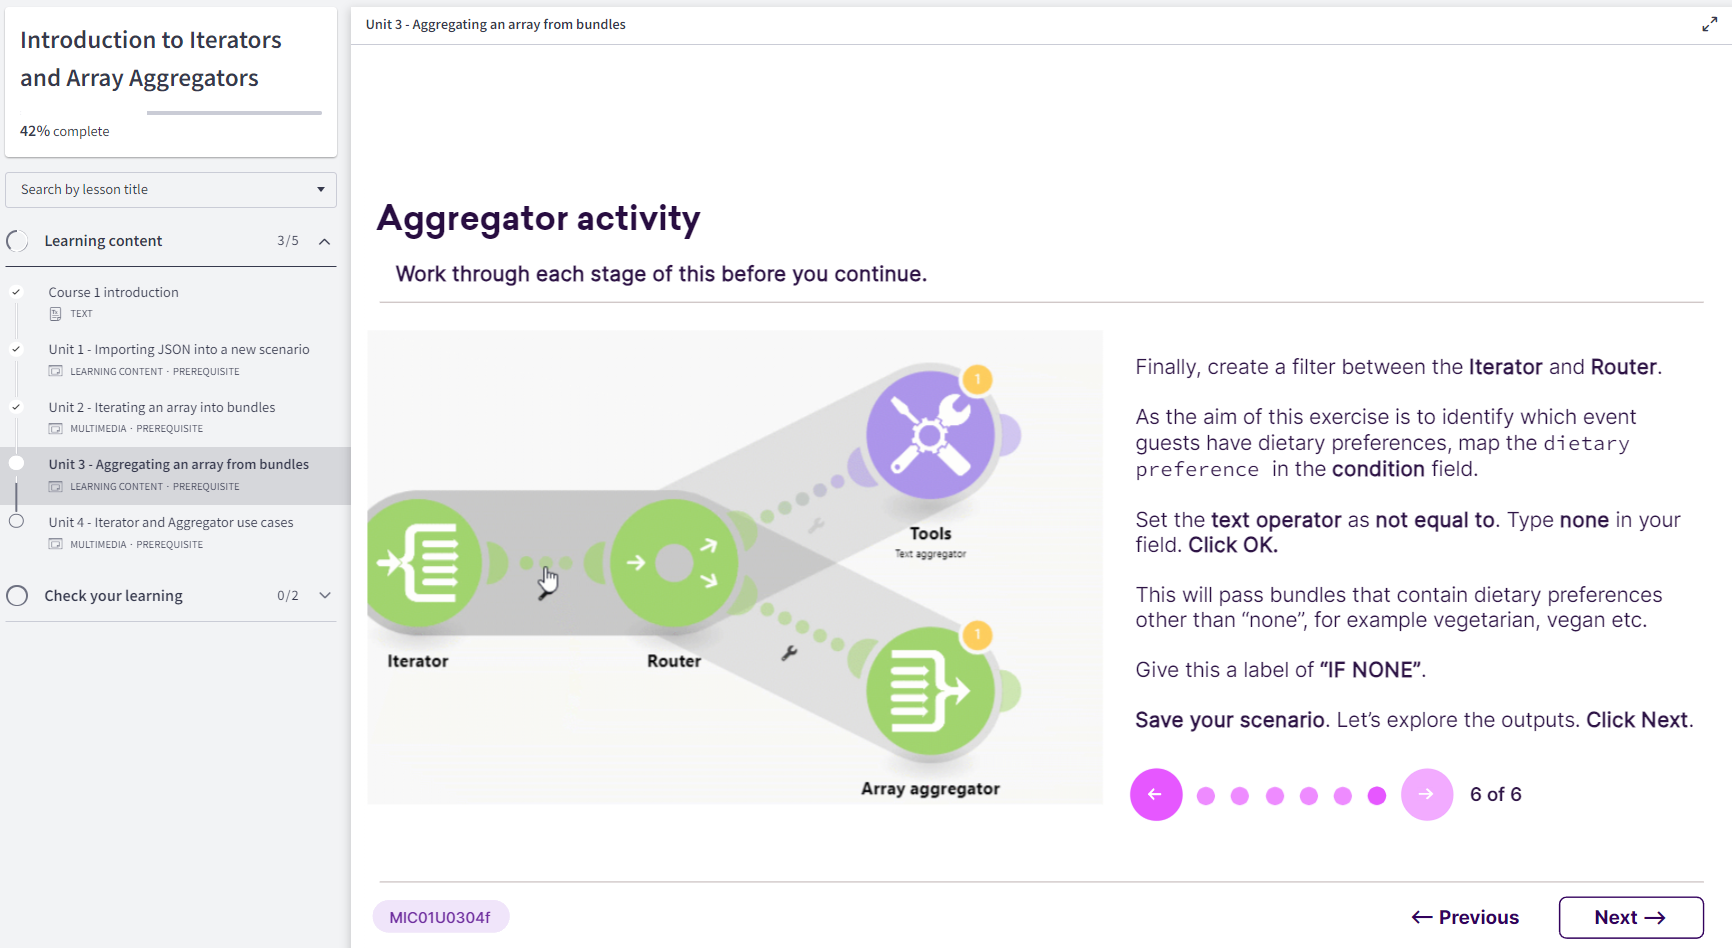 Introduction to Iterators
and Array Aggregators
42% complete
Search by lesson title
Learning content 3/5
Course 1 introduction
TEXT
Unit 1 - Importing JSON into a new scenario
LEARNING CONTENT · PREREQUISITE
Unit 2 - Iterating an array into bundles
MULTIMEDIA · PREREQUISITE
Unit 3 - Aggregating an array from bundles
LEARNING CONTENT · PREREQUISITE
Unit 4 - Iterator and Aggregator use cases
MULTIMEDIA · PREREQUISITE
Check your learning 0/2
Unit 3 - Aggregating an array from bundles
Aggregator activity
Work through each stage of this before you continue.
1
Tools
Text aggregator
Iterator
Router
1
Array aggregator
Finally, create a filter between the Iterator and Router.
As the aim of this exercise is to identify which event
guests have dietary preferences, map the dietary
preference in the condition field.
Set the text operator as not equal to. Type none in your
field. Click OK.
This will pass bundles that contain dietary preferences
other than “none”, for example vegetarian, vegan etc.
Give this a label of “IF NONE”.
Save your scenario. Let’s explore the outputs. Click Next.
6 of 6
MIC01U0304f
← Previous
Next →